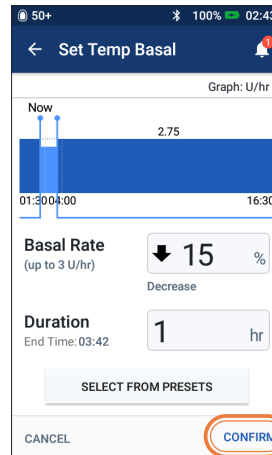 50+ 100% 02:43
Set Temp Basal 1
Graph: U/hr
Now
2.75
01:30 04:00 16:30
Basal Rate
(up to 3 U/hr)
15 %
Decrease
Duration
End Time: 03:42
1 hr
SELECT FROM PRESETS
CANCEL CONFIRM